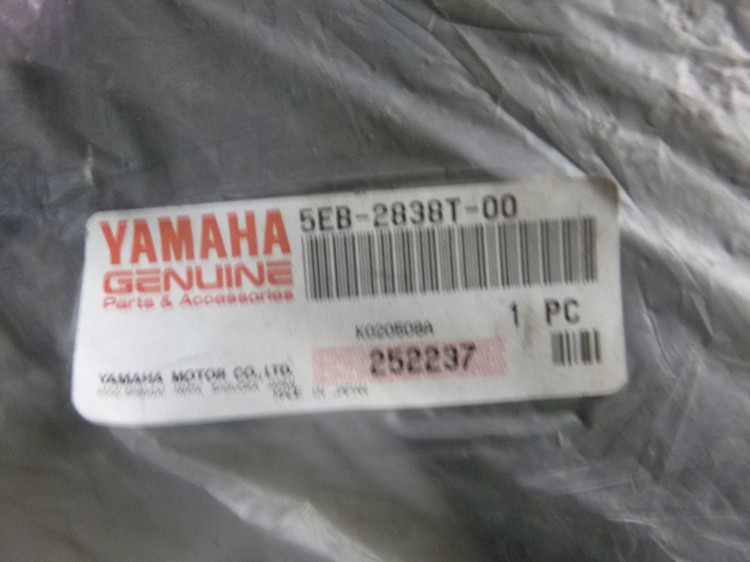 YAMAHA
GENUINE
Parts & Accessories
5EB-2838T-00
1 PC
K020508A
252237
YAMAHA MOTOR CO., LTD.
MADE IN JAPAN